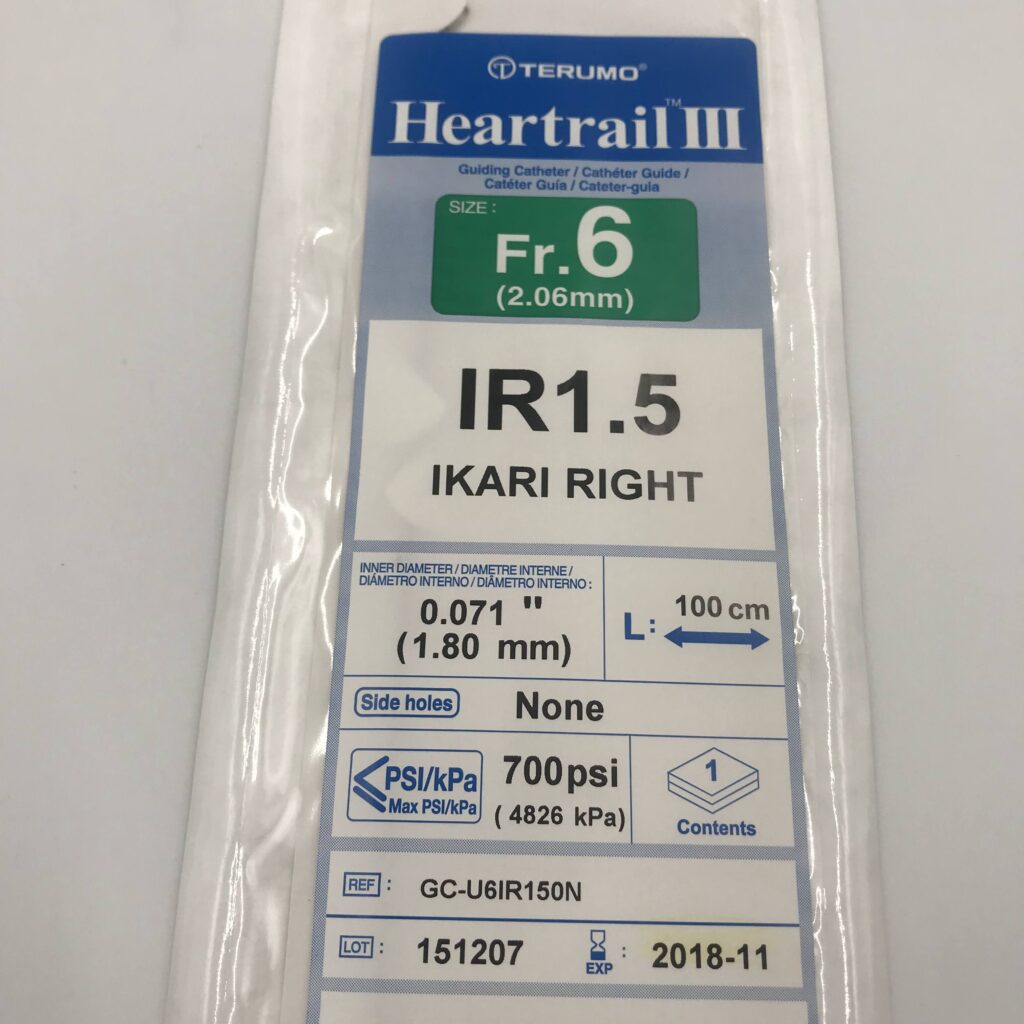 TERUMO®
Heartrail™ III
Guiding Catheter / Cathéter Guide /
Catéter Guía / Cateter-guia
SIZE :
Fr.6
(2.06mm)
IR1.5
IKARI RIGHT
INNER DIAMETER / DIAMETRE INTERNE /
DIÁMETRO INTERNO / DIÂMETRO INTERNO :
0.071 "
(1.80 mm)
L: 100 cm
Side holes None
PSI/kPa
Max PSI/kPa
700psi
( 4826 kPa)
1
Contents
REF : GC-U6IR150N
LOT : 151207
EXP : 2018-11